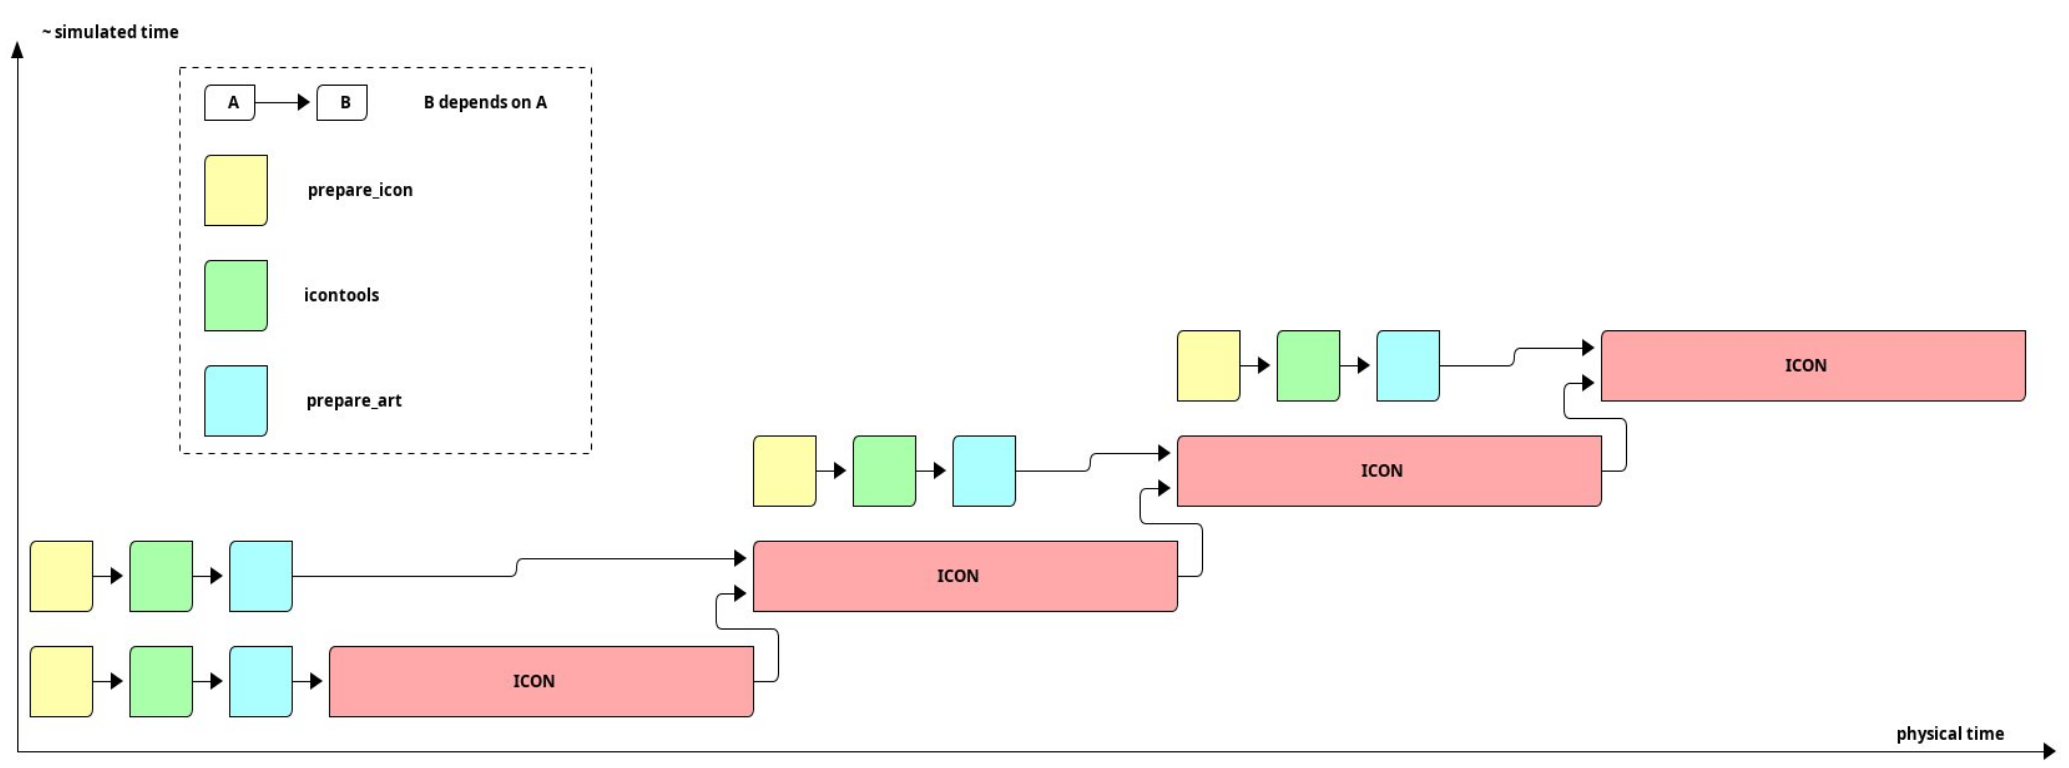 ~ simulated time
A
B
B depends on A
prepare_icon
icontools
prepare_art
ICON
ICON
ICON
ICON
physical time